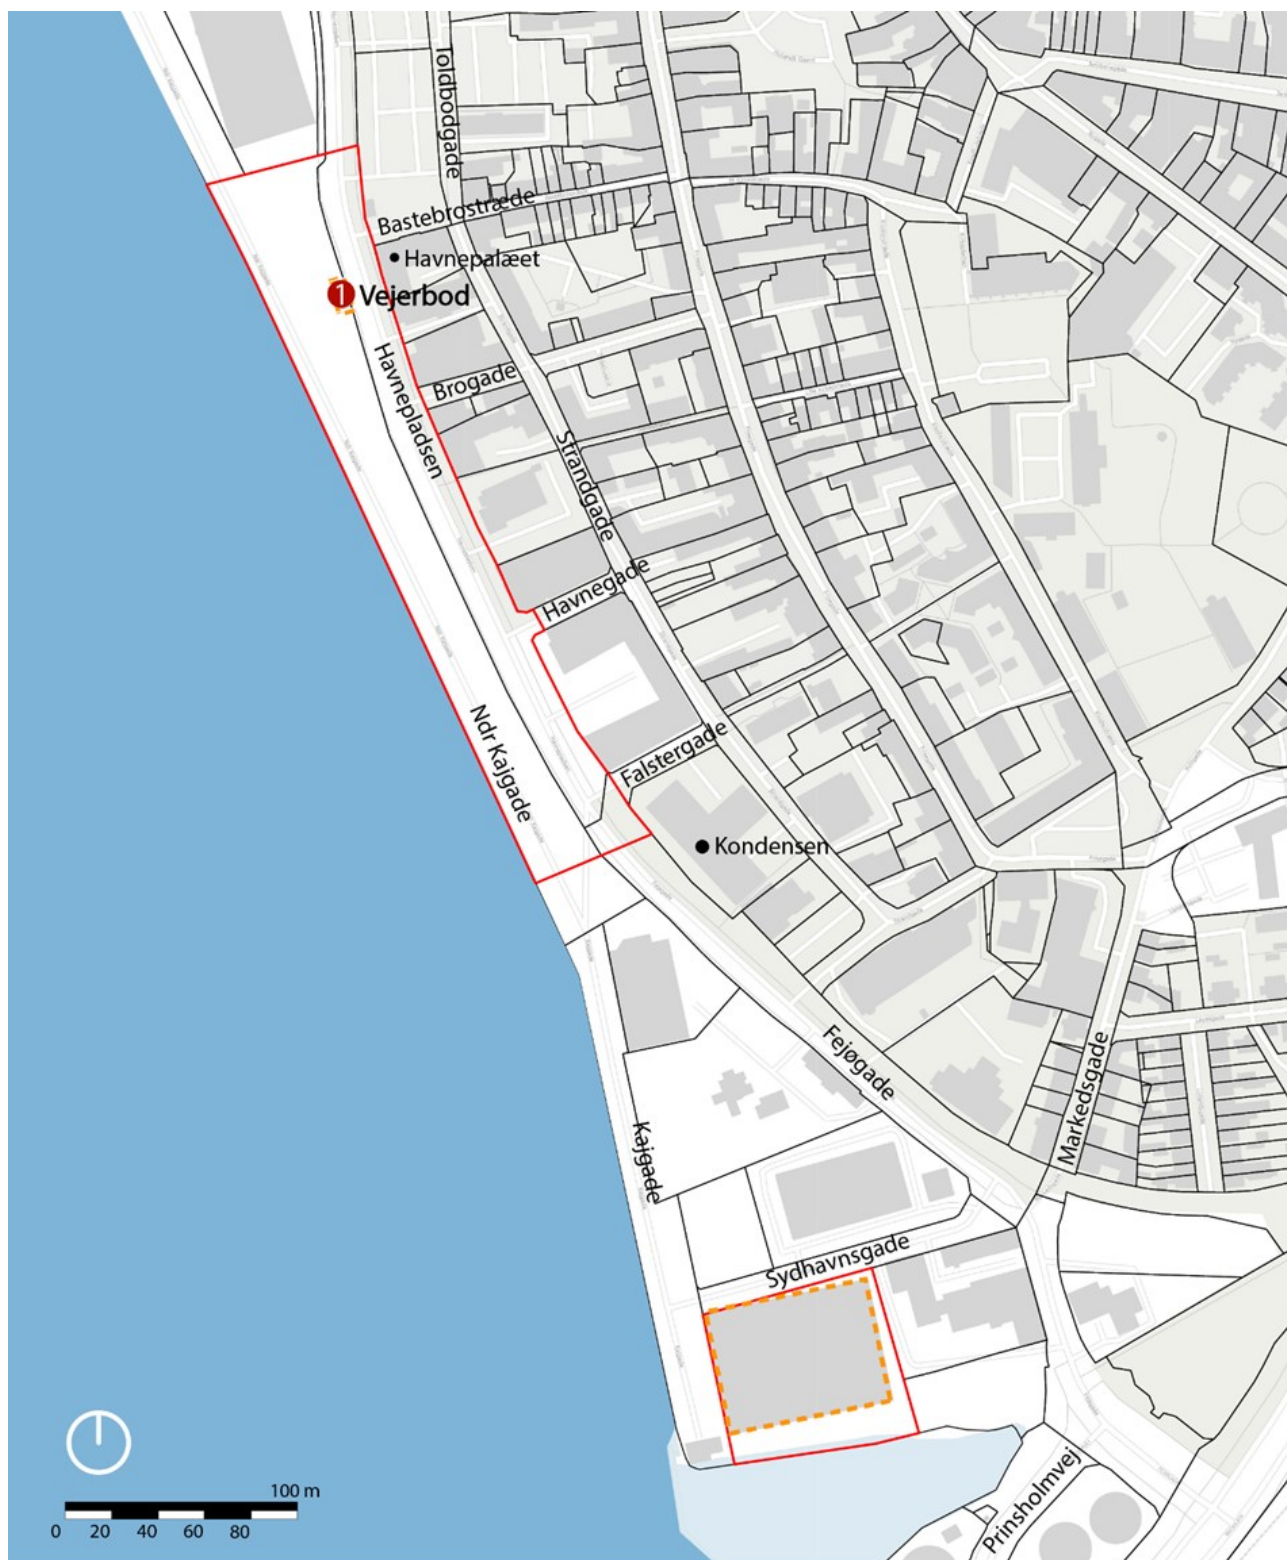 Toldbodgade
Bastebrostræde
Havnepalæet
1 Vejerbod
Havnepladsen
Brogade
Strandgade
Havnegade
Ndr Kajgade
Falstergade
Kondensen
Fejøgade
Markedsgade
Kajgade
Sydhavnsgade
Prinsholmvej
100 m
0 20 40 60 80